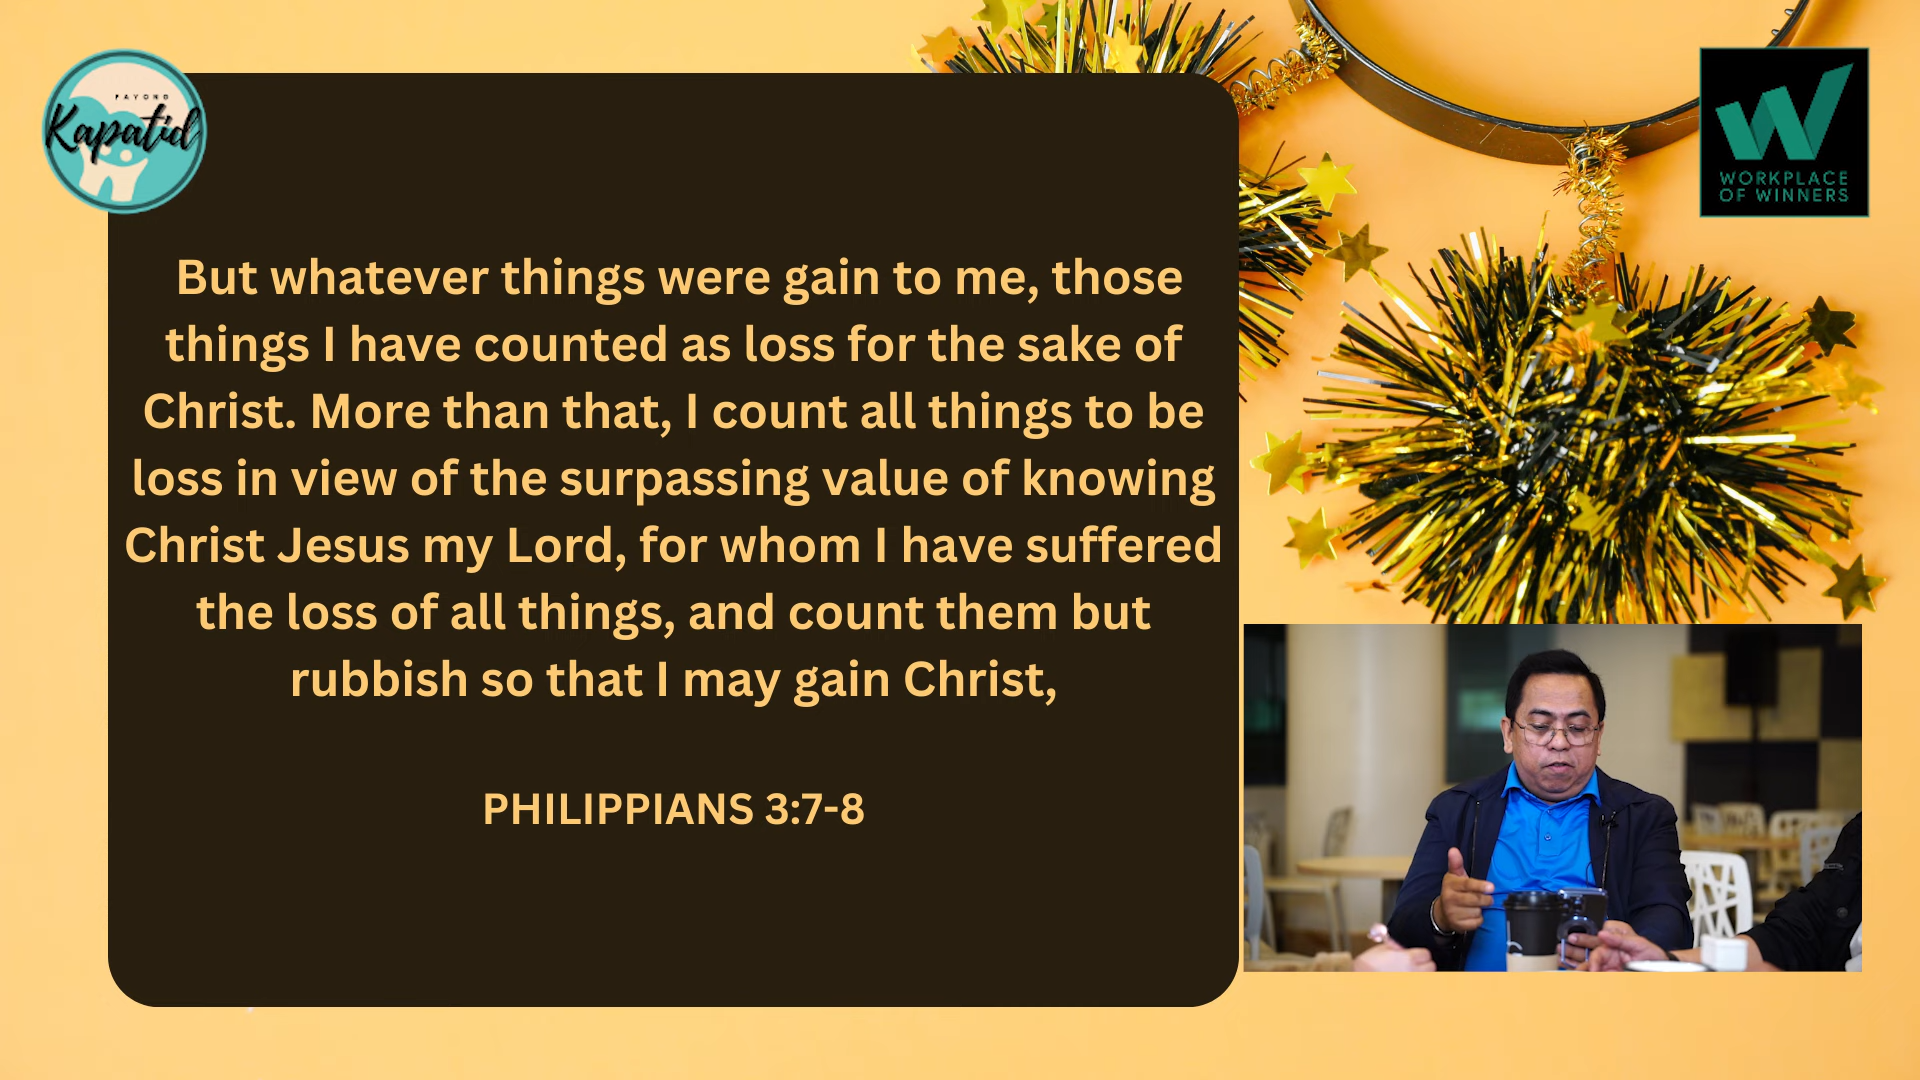 PAYONG
Kapatid
WORKPLACE
OF WINNERS
But whatever things were gain to me, those
things I have counted as loss for the sake of
Christ. More than that, I count all things to be
loss in view of the surpassing value of knowing
Christ Jesus my Lord, for whom I have suffered
the loss of all things, and count them but
rubbish so that I may gain Christ,
PHILIPPIANS 3:7-8